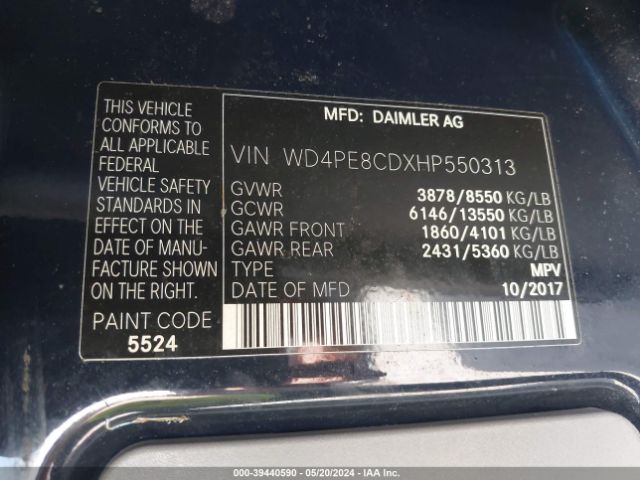 THIS VEHICLE
CONFORMS TO
ALL APPLICABLE
FEDERAL
MOTOR
VEHICLE SAFETY
STANDARDS IN
EFFECT ON THE
DATE OF MANU-
FACTURE SHOWN
ON THE RIGHT.
PAINT CODE
5524
MFD: DAIMLER AG
VIN WD4PE8CDXHP550313
GVWR 3878/8550 KG/LB
GCWR 6146/13550 KG/LB
GAWR FRONT 1860/4101 KG/LB
GAWR REAR 2431/5360 KG/LB
TYPE MPV
DATE OF MFD 10/2017
000-39440590 - 05/20/2024 - IAA Inc.